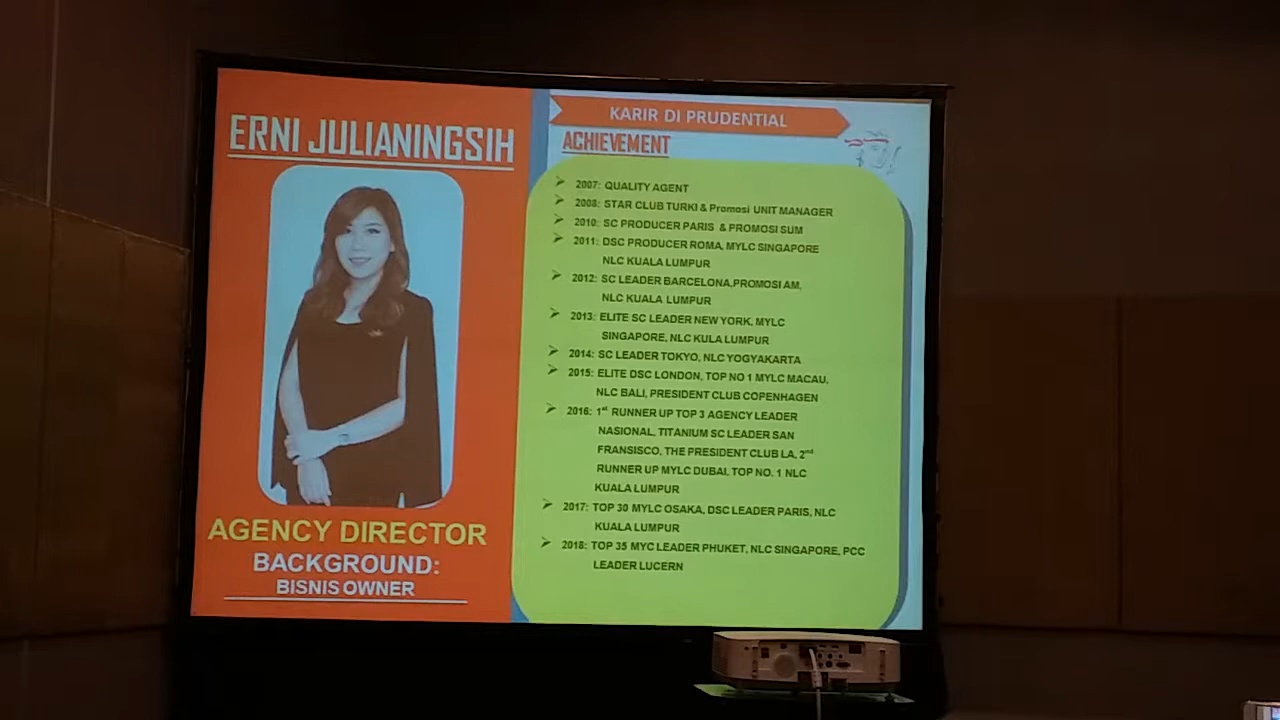 ERNI JULIANINGSIH
AGENCY DIRECTOR
BACKGROUND:
BISNIS OWNER
KARIR DI PRUDENTIAL
ACHIEVEMENT
2007: QUALITY AGENT
2008: STAR CLUB TURKI & Promosi UNIT MANAGER
2010: SC PRODUCER PARIS & PROMOSI SUM
2011: DSC PRODUCER ROMA, MYLC SINGAPORE
NLC KUALA LUMPUR
2012: SC LEADER BARCELONA,PROMOSI AM,
NLC KUALA LUMPUR
2013: ELITE SC LEADER NEW YORK, MYLC
SINGAPORE, NLC KULA LUMPUR
2014: SC LEADER TOKYO, NLC YOGYAKARTA
2015: ELITE DSC LONDON, TOP NO 1 MYLC MACAU,
NLC BALI, PRESIDENT CLUB COPENHAGEN
2016: 1st RUNNER UP TOP 3 AGENCY LEADER
NASIONAL, TITANIUM SC LEADER SAN
FRANSISCO, THE PRESIDENT CLUB LA. 2nd
RUNNER UP MYLC DUBAI, TOP NO. 1 NLC
KUALA LUMPUR
2017: TOP 30 MYLC OSAKA, DSC LEADER PARIS, NLC
KUALA LUMPUR
2018: TOP 35 MYC LEADER PHUKET, NLC SINGAPORE, PCC
LEADER LUCERN